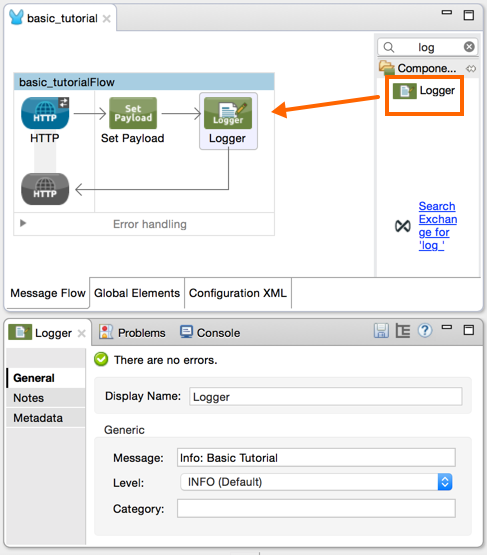 basic_tutorial
log
Compone...
Logger
basic_tutorialFlow
HTTP
Set
Payload
Logger
HTTP
Set Payload
Logger
HTTP
Error handling
Search
Exchan
ge for
'log '
Message Flow
Global Elements
Configuration XML
Logger
Problems
Console
There are no errors.
General
Notes
Metadata
Display Name:
Logger
Generic
Message:
Info: Basic Tutorial
Level:
INFO (Default)
Category: